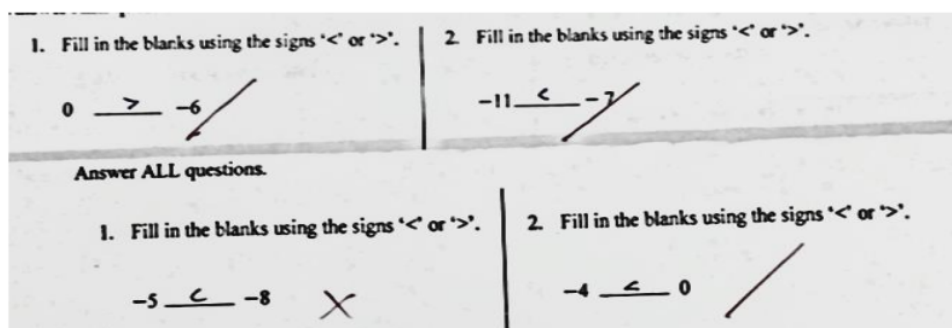 1. Fill in the blanks using the signs '<' or '>'.
0 > -6
2. Fill in the blanks using the signs '<' or '>'.
-11 < -7
Answer ALL questions.
1. Fill in the blanks using the signs '<' or '>'.
-5 < -8
2. Fill in the blanks using the signs '<' or '>'.
-4 < 0